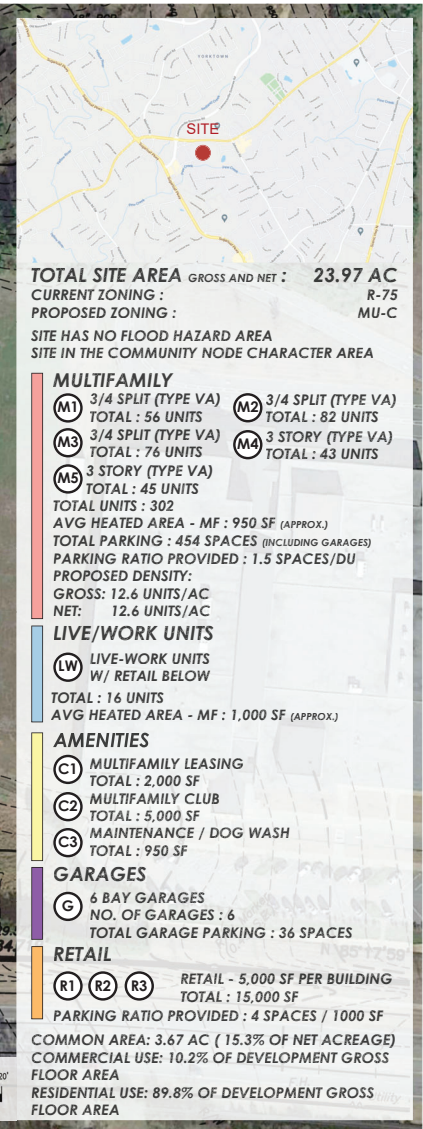 YORKTOWN
SITE
TOTAL SITE AREA GROSS AND NET : 23.97 AC
CURRENT ZONING : R-75
PROPOSED ZONING : MU-C
SITE HAS NO FLOOD HAZARD AREA
SITE IN THE COMMUNITY NODE CHARACTER AREA
MULTIFAMILY
M1 3/4 SPLIT (TYPE VA)
TOTAL : 56 UNITS
M2 3/4 SPLIT (TYPE VA)
TOTAL : 82 UNITS
M3 3/4 SPLIT (TYPE VA)
TOTAL : 76 UNITS
M4 3 STORY (TYPE VA)
TOTAL : 43 UNITS
M5 3 STORY (TYPE VA)
TOTAL : 45 UNITS
TOTAL UNITS : 302
AVG HEATED AREA - MF : 950 SF (APPROX.)
TOTAL PARKING : 454 SPACES (INCLUDING GARAGES)
PARKING RATIO PROVIDED : 1.5 SPACES/DU
PROPOSED DENSITY:
GROSS: 12.6 UNITS/AC
NET: 12.6 UNITS/AC
LIVE/WORK UNITS
LW LIVE-WORK UNITS
W/ RETAIL BELOW
TOTAL : 16 UNITS
AVG HEATED AREA - MF : 1,000 SF (APPROX.)
AMENITIES
C1 MULTIFAMILY LEASING
TOTAL : 2,000 SF
C2 MULTIFAMILY CLUB
TOTAL : 5,000 SF
C3 MAINTENANCE / DOG WASH
TOTAL : 950 SF
GARAGES
G 6 BAY GARAGES
NO. OF GARAGES : 6
TOTAL GARAGE PARKING : 36 SPACES
RETAIL
R1 R2 R3 RETAIL - 5,000 SF PER BUILDING
TOTAL : 15,000 SF
PARKING RATIO PROVIDED : 4 SPACES / 1000 SF
COMMON AREA: 3.67 AC ( 15.3% OF NET ACREAGE)
COMMERCIAL USE: 10.2% OF DEVELOPMENT GROSS
FLOOR AREA
RESIDENTIAL USE: 89.8% OF DEVELOPMENT GROSS
FLOOR AREA
N 85°12'59"